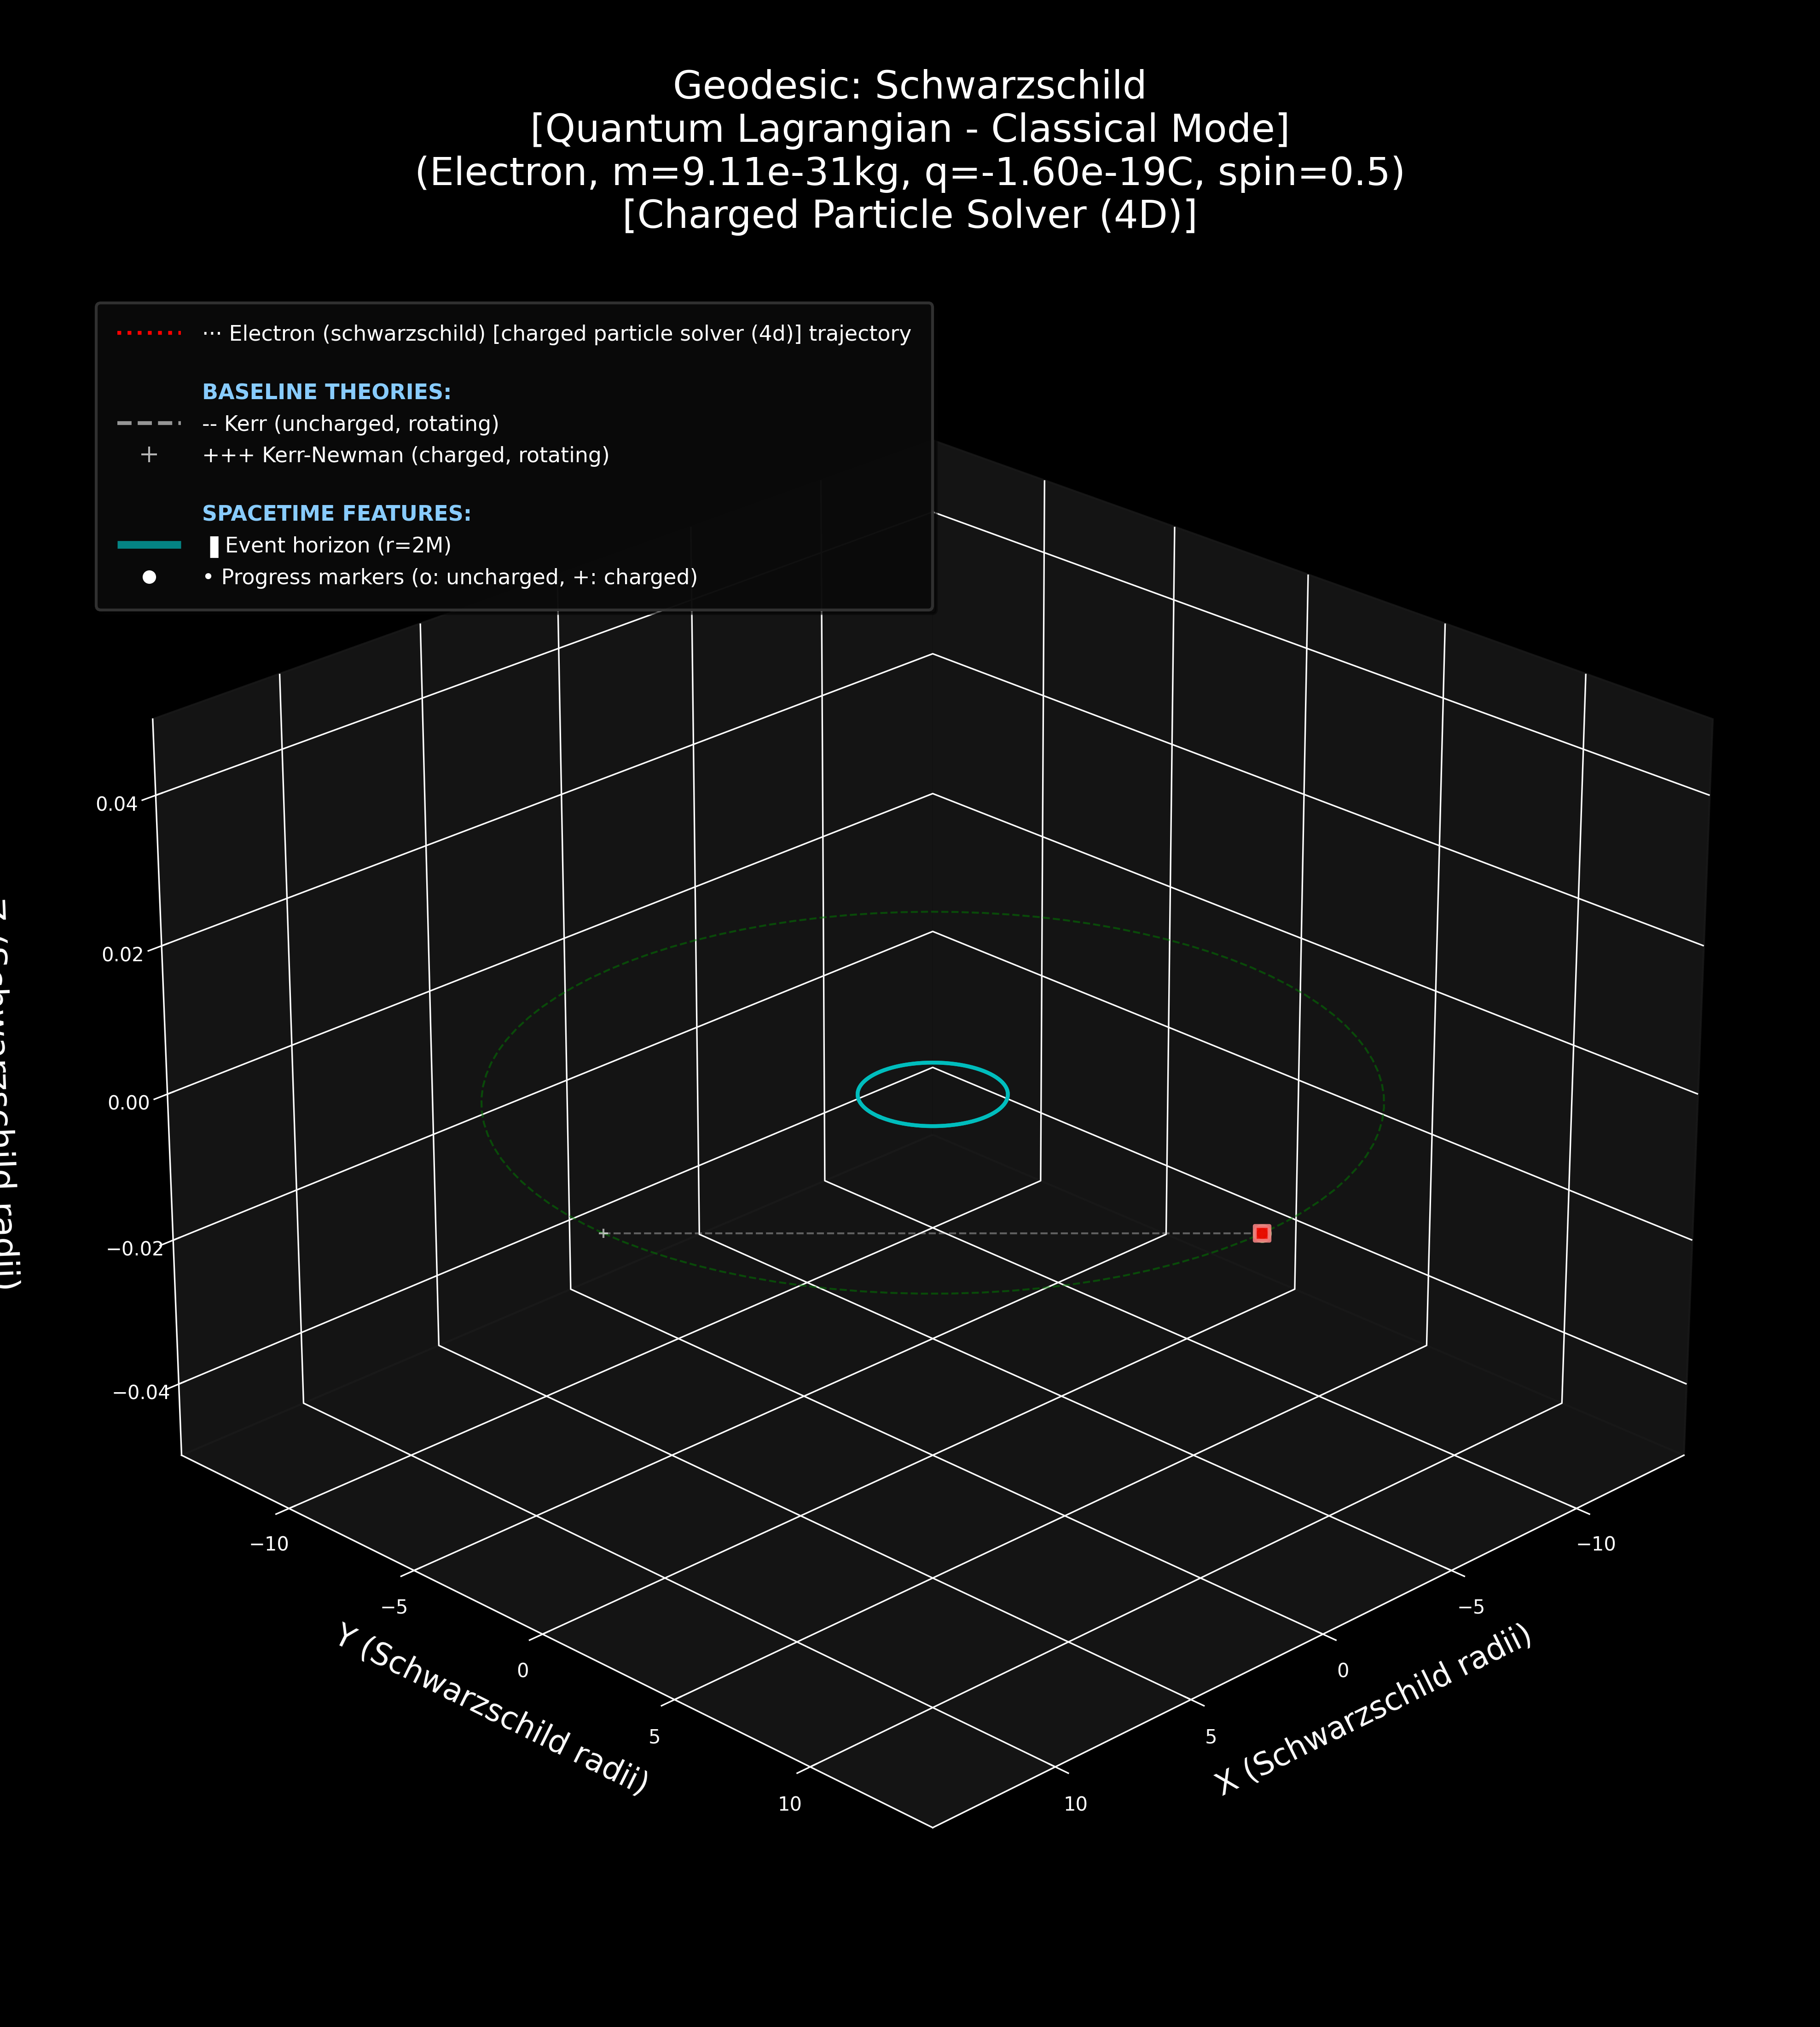 Geodesic: Schwarzschild
[Quantum Lagrangian - Classical Mode]
(Electron, m=9.11e-31kg, q=-1.60e-19C, spin=0.5)
[Charged Particle Solver (4D)]
··· Electron (schwarzschild) [charged particle solver (4d)] trajectory
BASELINE THEORIES:
-- Kerr (uncharged, rotating)
+++ Kerr-Newman (charged, rotating)
SPACETIME FEATURES:
▐ Event horizon (r=2M)
• Progress markers (o: uncharged, +: charged)
0.04
0.02
0.00
−0.02
−0.04
Z (Schwarzschild radii)
−10
−5
0
5
10
Y (Schwarzschild radii)
−10
−5
0
5
10
X (Schwarzschild radii)